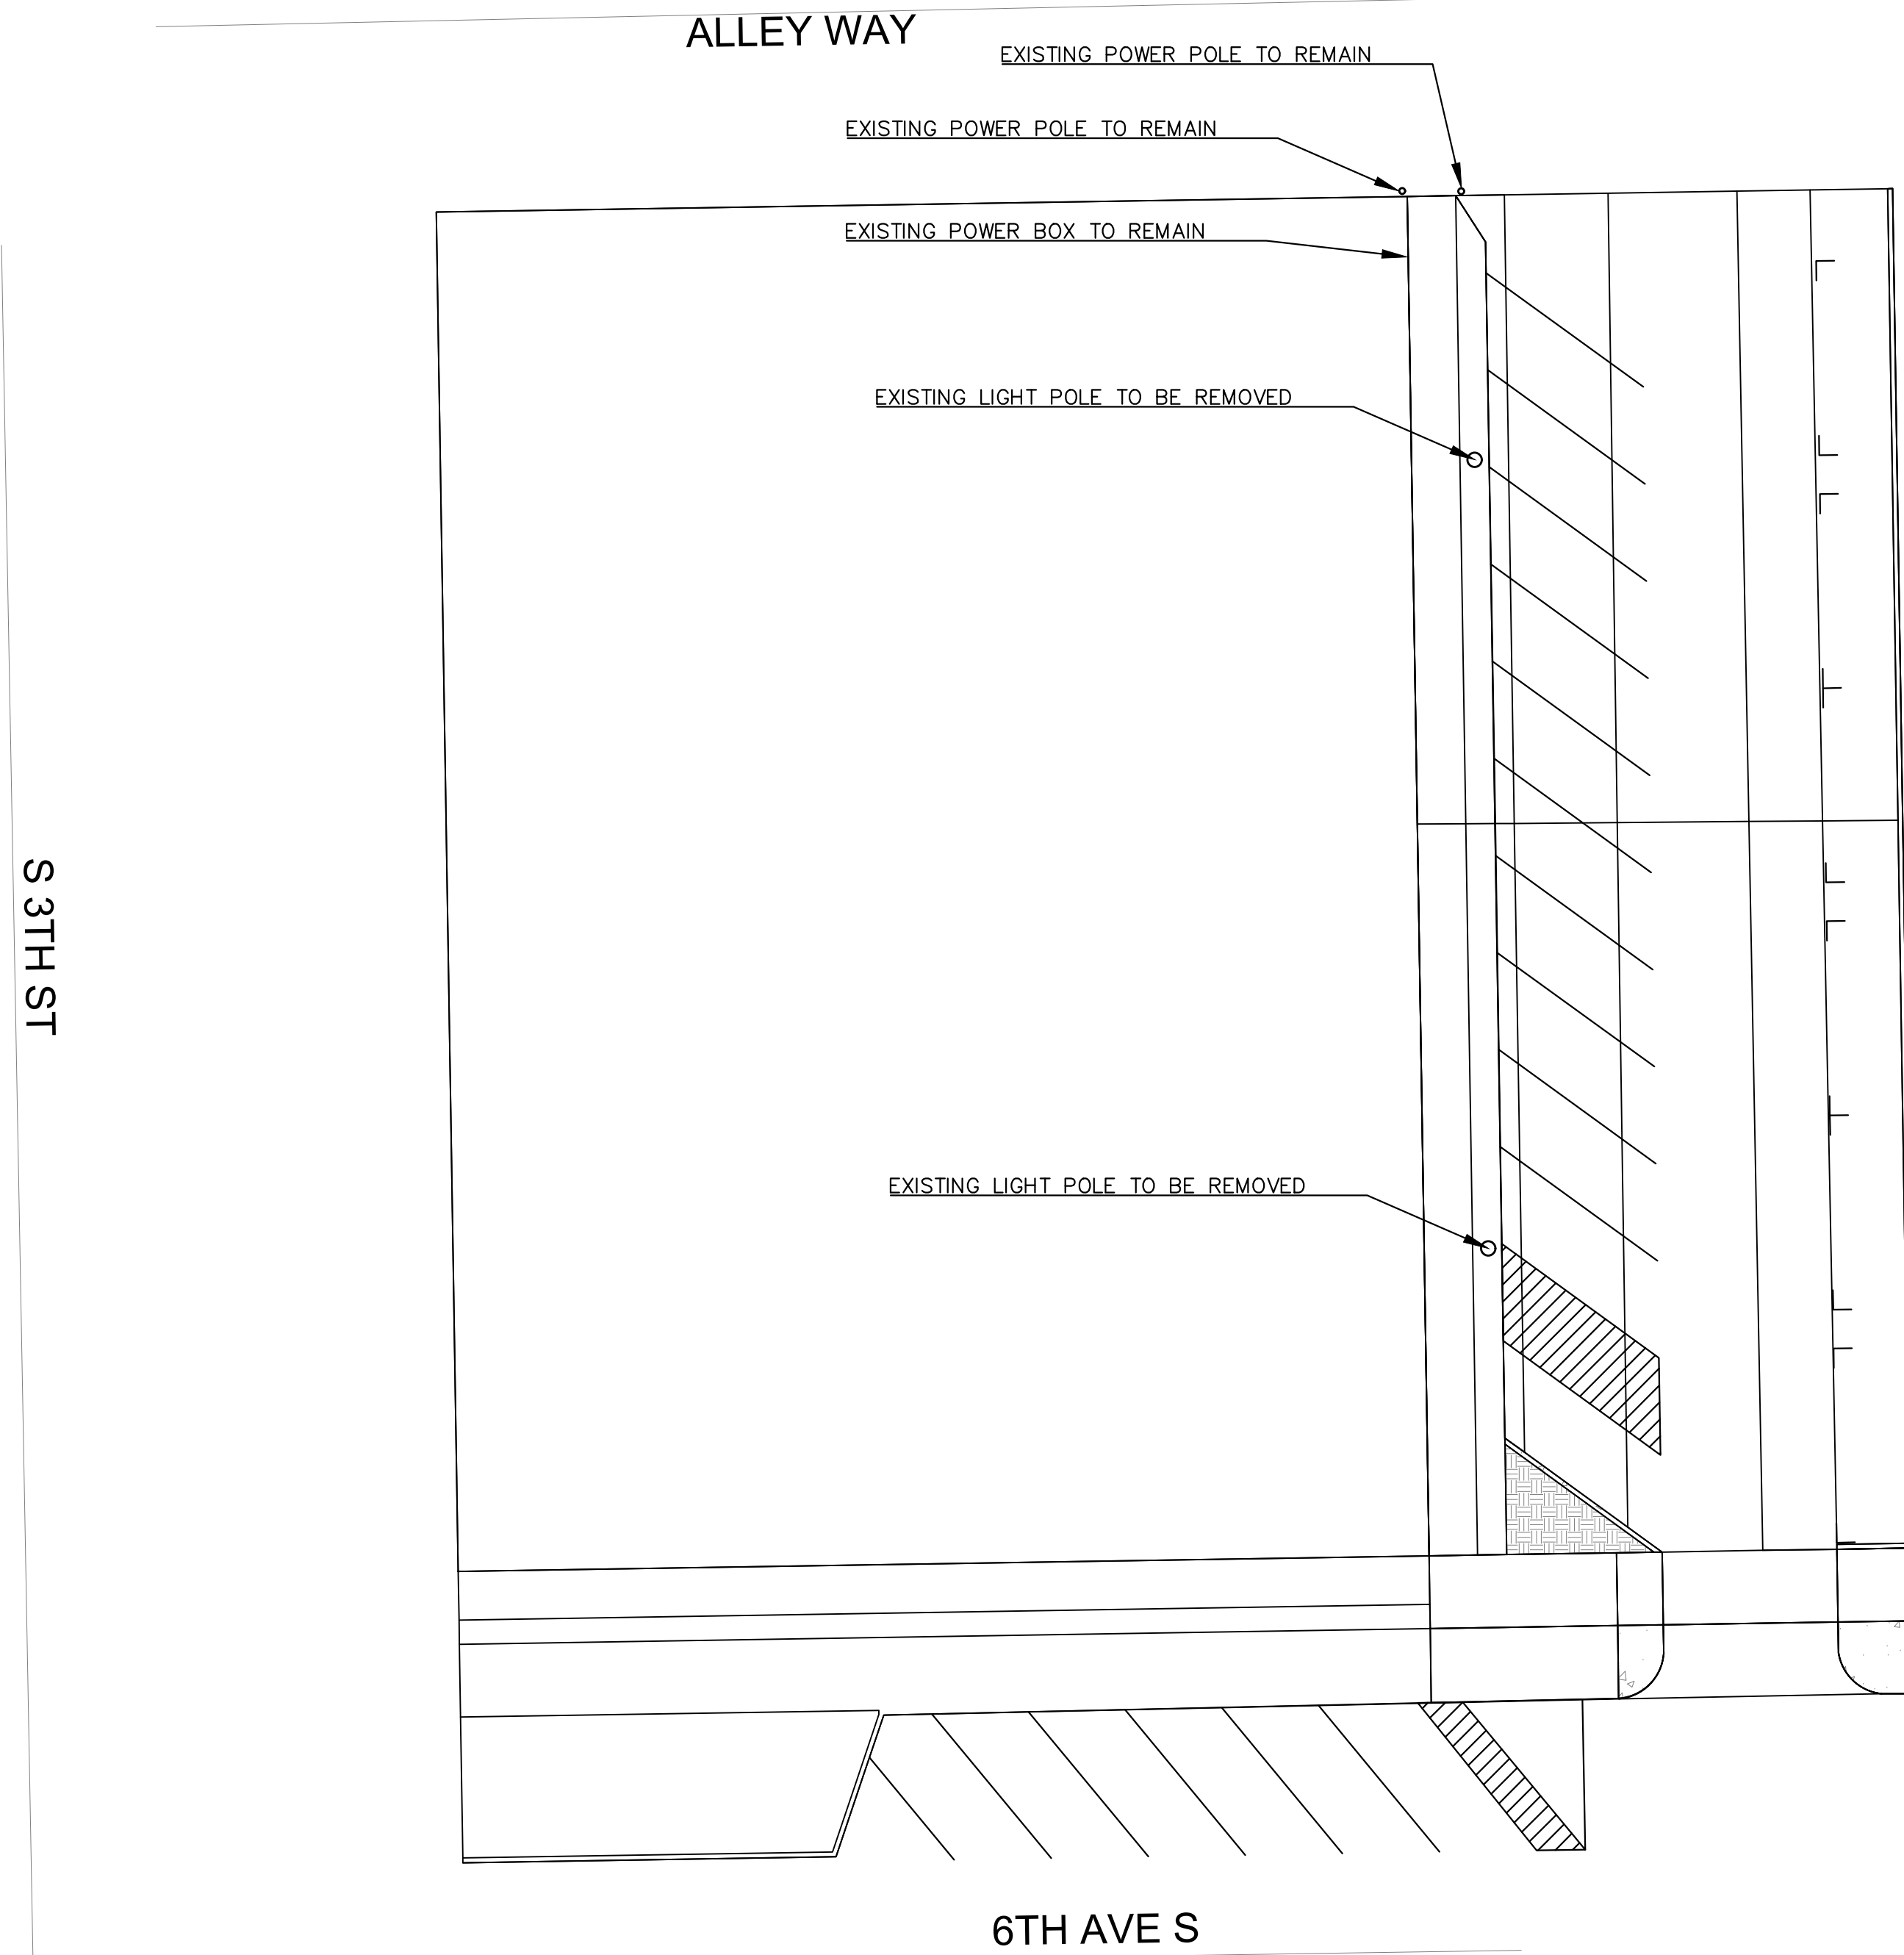 ALLEY WAY
EXISTING POWER POLE TO REMAIN
EXISTING POWER POLE TO REMAIN
EXISTING POWER BOX TO REMAIN
EXISTING LIGHT POLE TO BE REMOVED
S 3TH ST
EXISTING LIGHT POLE TO BE REMOVED
6TH AVE S